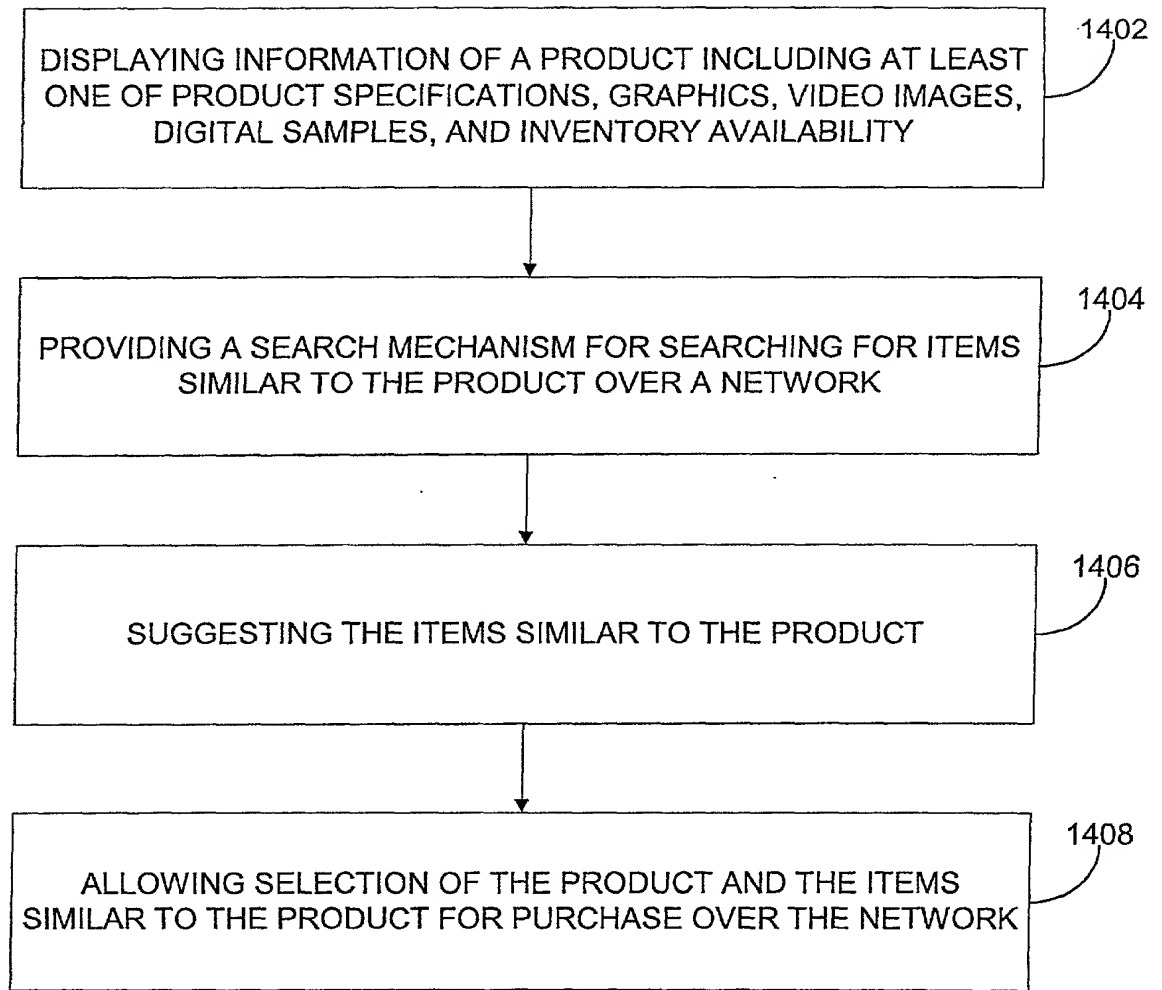 1402
DISPLAYING INFORMATION OF A PRODUCT INCLUDING AT LEAST
ONE OF PRODUCT SPECIFICATIONS, GRAPHICS, VIDEO IMAGES,
DIGITAL SAMPLES, AND INVENTORY AVAILABILITY
1404
PROVIDING A SEARCH MECHANISM FOR SEARCHING FOR ITEMS
SIMILAR TO THE PRODUCT OVER A NETWORK
1406
SUGGESTING THE ITEMS SIMILAR TO THE PRODUCT
1408
ALLOWING SELECTION OF THE PRODUCT AND THE ITEMS
SIMILAR TO THE PRODUCT FOR PURCHASE OVER THE NETWORK